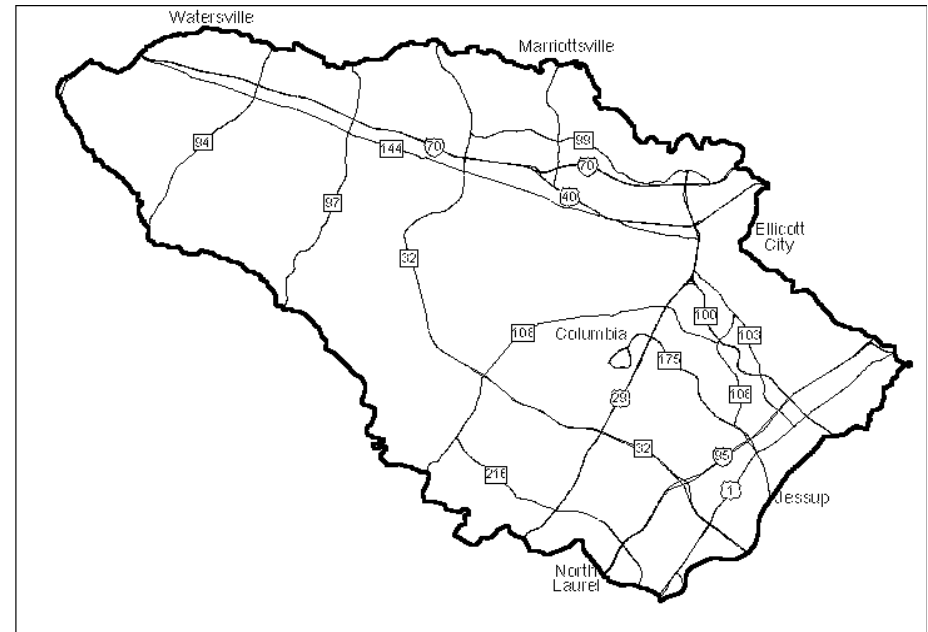 Watersville
Marriottsville
94
144
70
99
70
40
97
Ellicott
City
32
108
Columbia
100
103
175
29
108
32
95
216
1
Jessup
North
Laurel